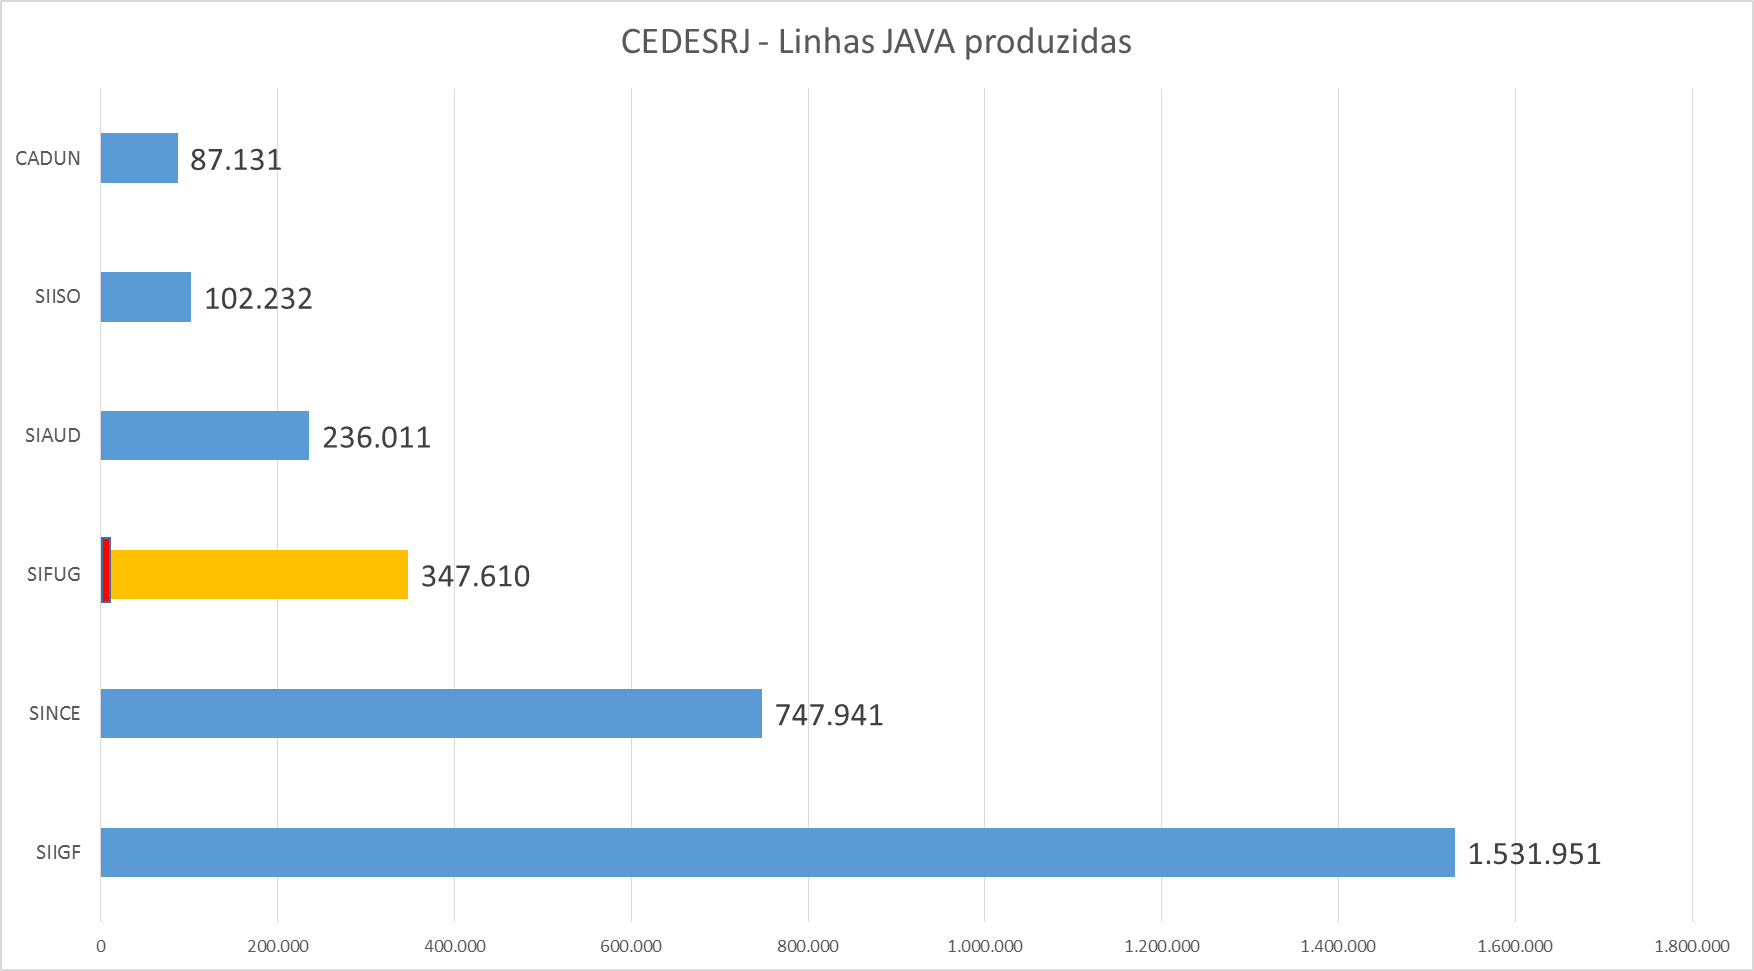 CEDESRJ - Linhas JAVA produzidas
CADUN 87.131
SIISO 102.232
SIAUD 236.011
SIFUG 347.610
SINCE 747.941
SIIGF 1.531.951
0 200.000 400.000 600.000 800.000 1.000.000 1.200.000 1.400.000 1.600.000 1.800.000